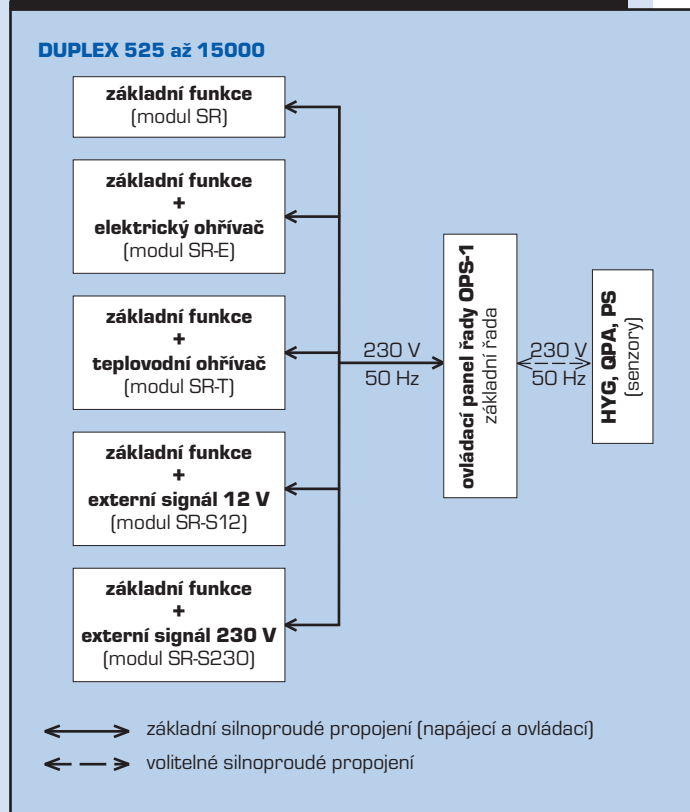 DUPLEX 525 až 15000
základní funkce
(modul SR)
základní funkce
+
elektrický ohřívač
(modul SR-E)
základní funkce
+
teplovodní ohřívač
(modul SR-T)
základní funkce
+
externí signál 12 V
(modul SR-S12)
základní funkce
+
externí signál 230 V
(modul SR-S230)
230 V
50 Hz
ovládací panel řady OPS-1
základní řada
230 V
50 Hz
HYG, QPA, PS
(senzory)
základní silnoproudé propojení (napájecí a ovládací)
volitelné silnoproudé propojení